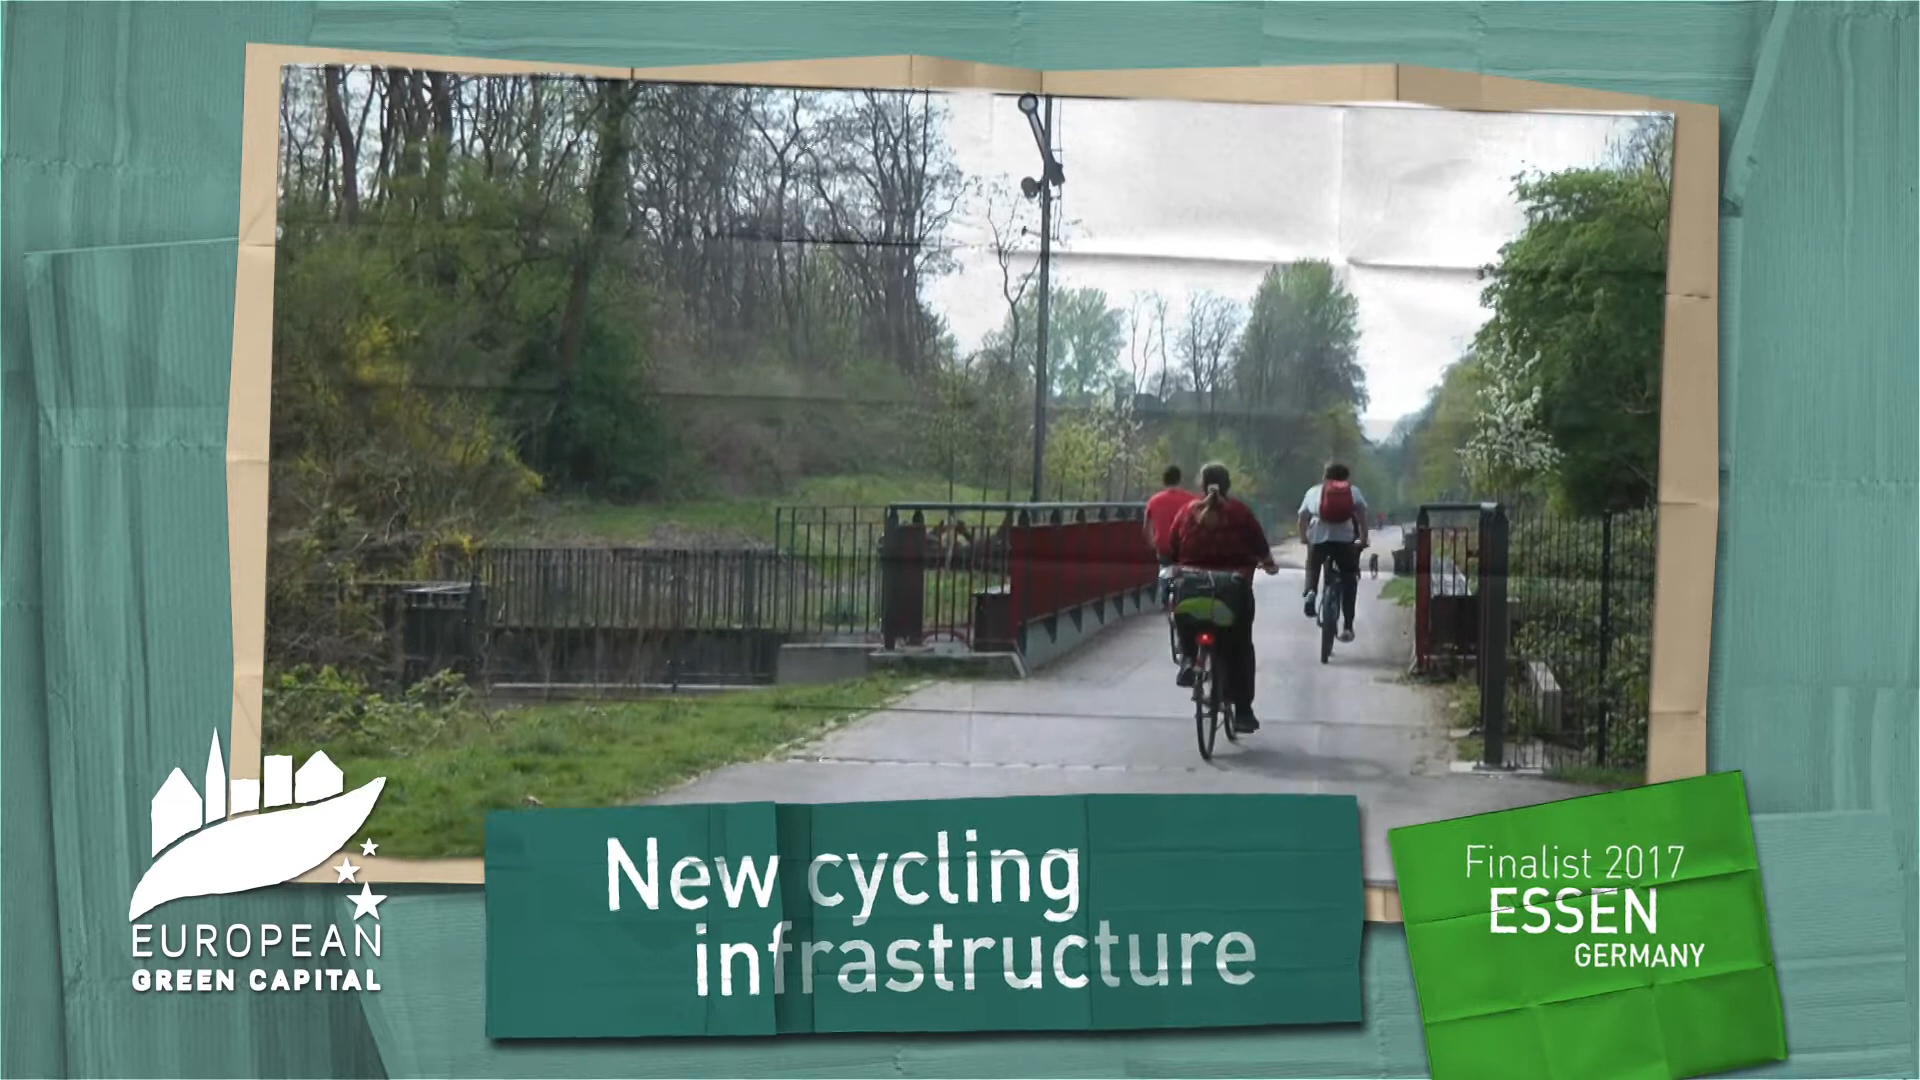 New cycling
infrastructure
EUROPEAN
GREEN CAPITAL
Finalist 2017
ESSEN
GERMANY